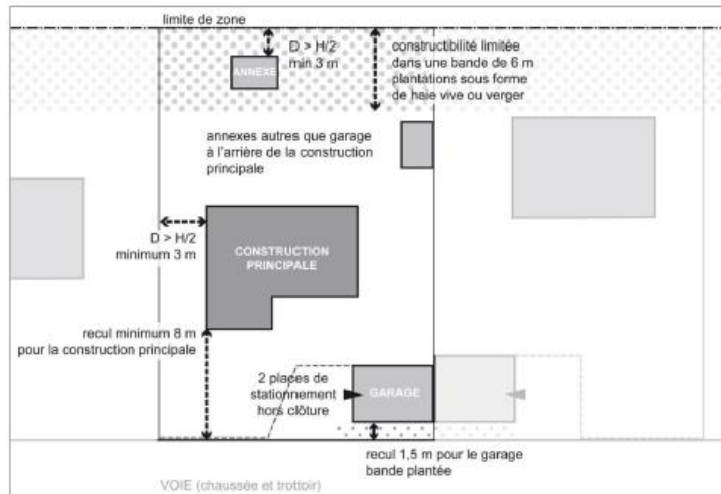 limite de zone
D > H/2
min 3 m
constructibilité limitée
dans une bande de 6 m
plantations sous forme
de haie vive ou verger
ANNEXE
annexes autres que garage
à l'arrière de la construction
principale
D > H/2
minimum 3 m
CONSTRUCTION
PRINCIPALE
recul minimum 8 m
pour la construction principale
2 places de
stationnement
hors clôture
GARAGE
recul 1,5 m pour le garage
bande plantée
VOIE (chaussée et trottoir)